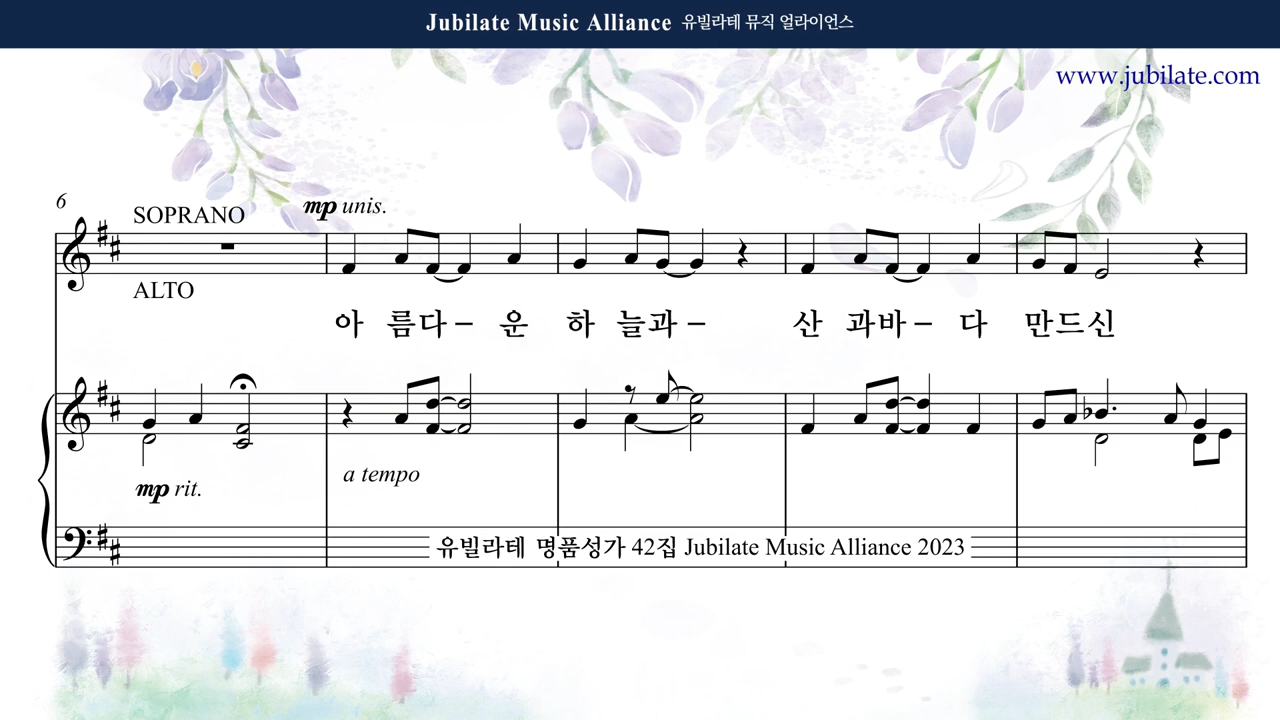 Jubilate Music Alliance 유빌라테 뮤직 얼라이언스
www.jubilate.com
6
SOPRANO
mp unis.
ALTO
아 름다– 운 하 늘과– 산 과바– 다 만드신
a tempo
mp rit.
유빌라테 명품성가 42집 Jubilate Music Alliance 2023